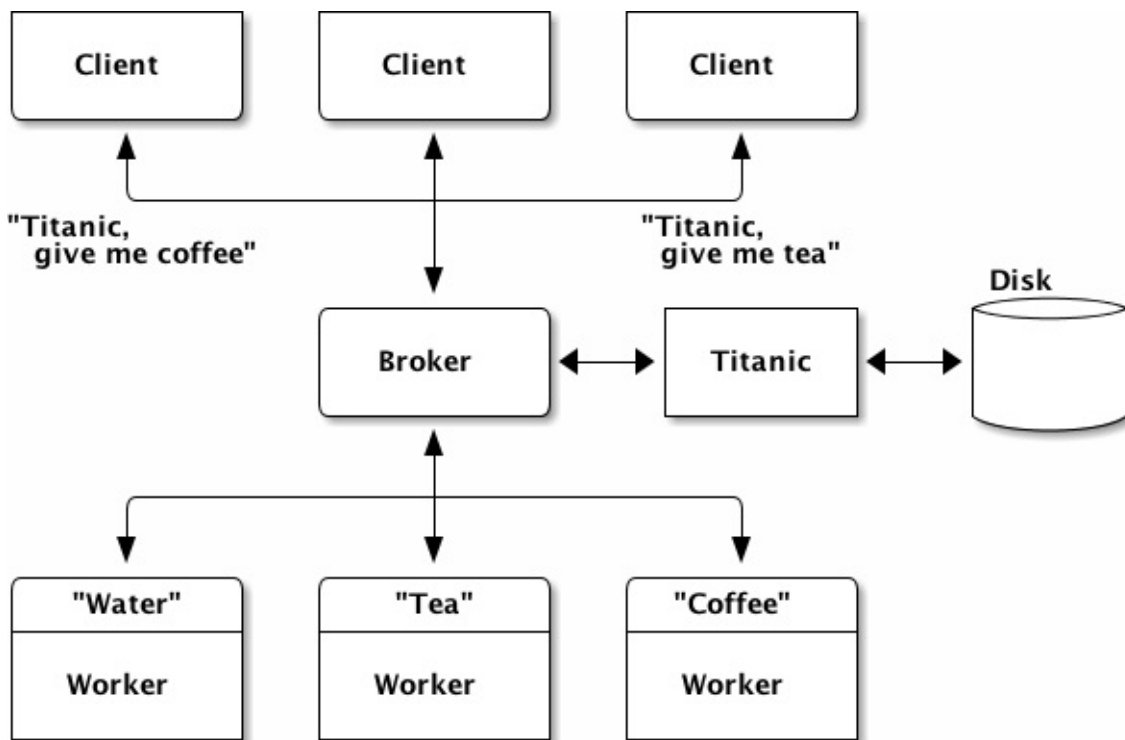 Client
Client
Client
"Titanic,
give me coffee"
"Titanic,
give me tea"
Disk
Broker
Titanic
"Water"
"Tea"
"Coffee"
Worker
Worker
Worker